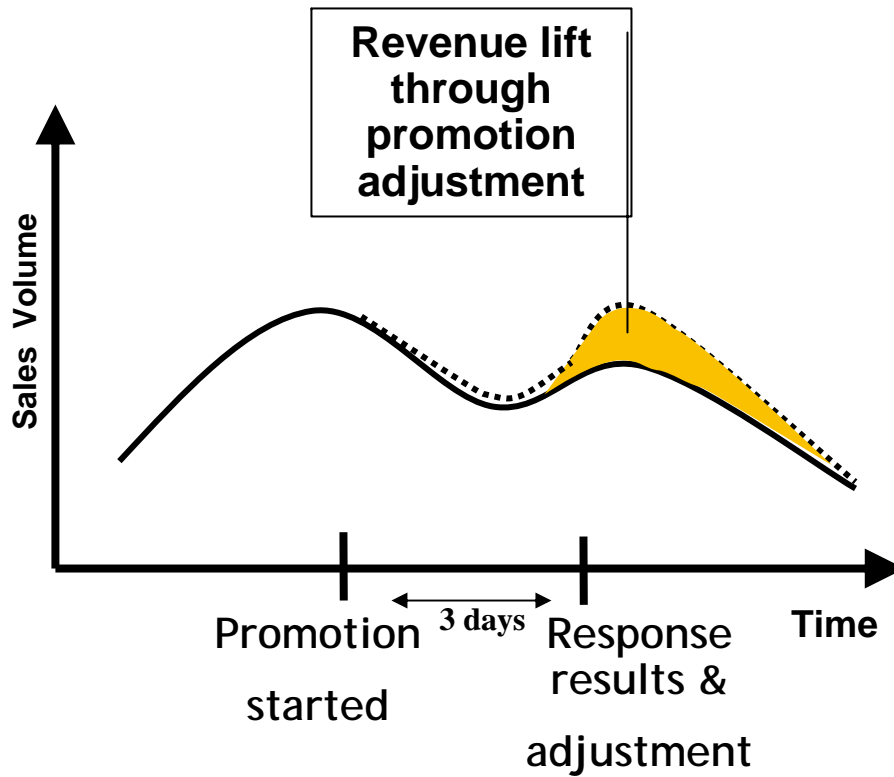 Revenue lift
through
promotion
adjustment
Sales Volume
3 days
Time
Promotion
started
Response
results &
adjustment